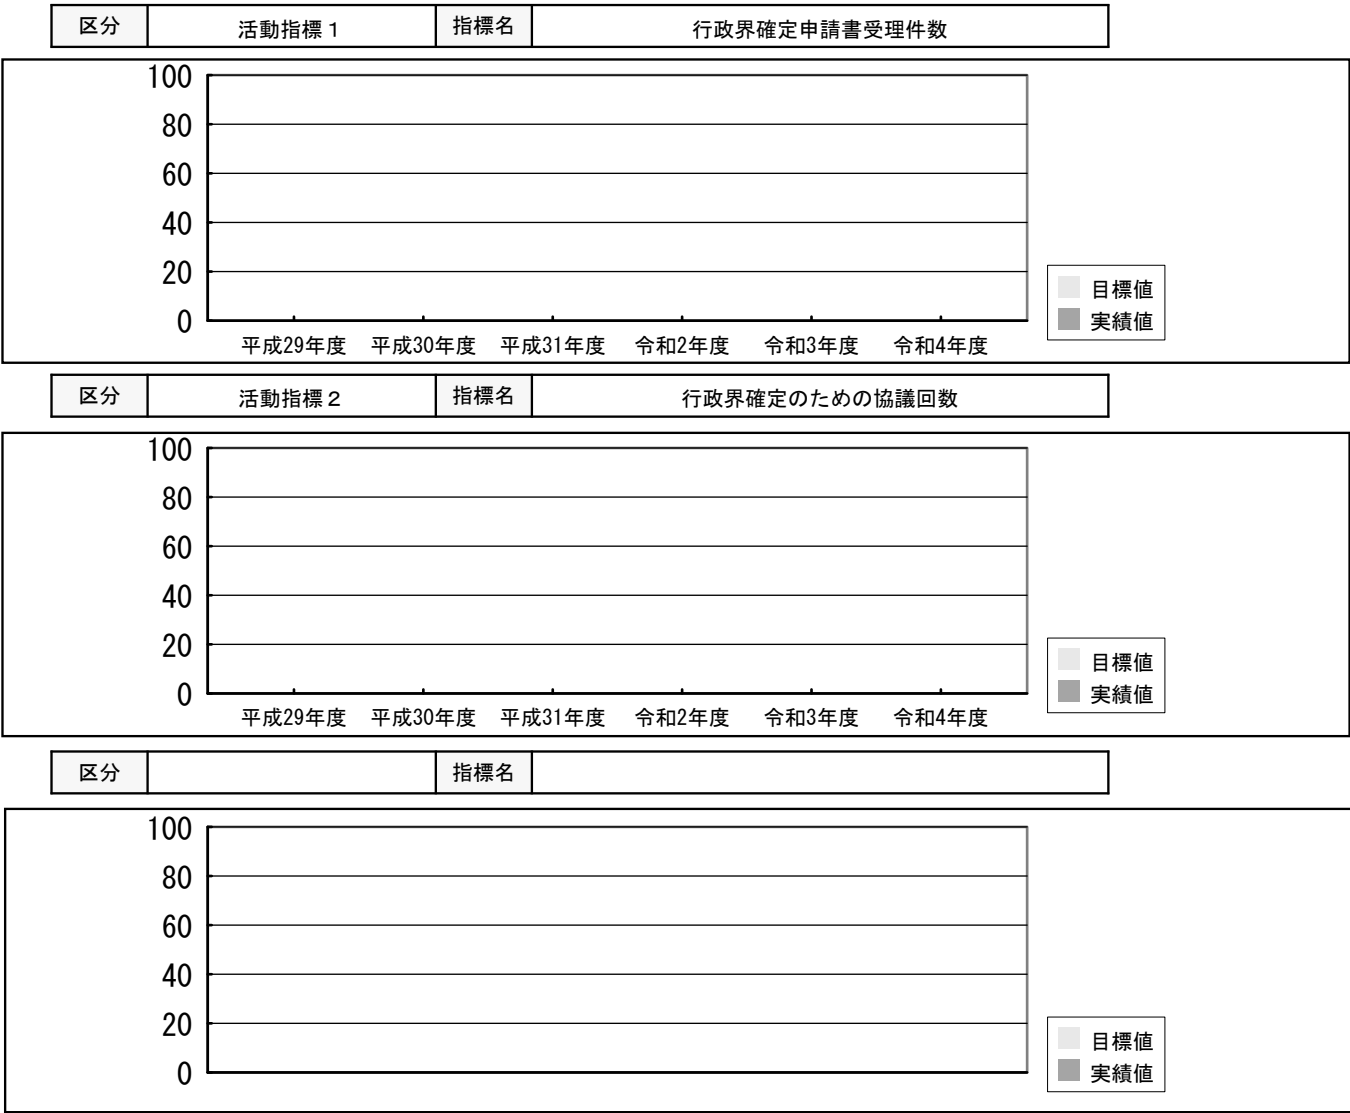 区分 活動指標１ 指標名 行政界確定申請書受理件数
100
80
60
40
20
0
平成29年度 平成30年度 平成31年度 令和2年度 令和3年度 令和4年度
目標値
実績値
区分 活動指標２ 指標名 行政界確定のための協議回数
100
80
60
40
20
0
平成29年度 平成30年度 平成31年度 令和2年度 令和3年度 令和4年度
目標値
実績値
区分 指標名
100
80
60
40
20
0
目標値
実績値